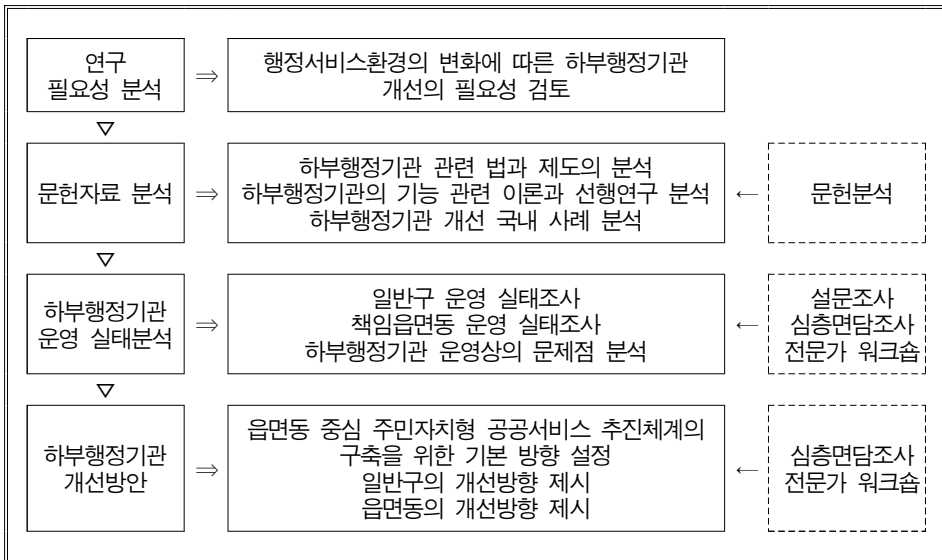 연구
필요성 분석
⇒
행정서비스환경의 변화에 따른 하부행정기관
개선의 필요성 검토
▽
문헌자료 분석
⇒
하부행정기관 관련 법과 제도의 분석
하부행정기관의 기능 관련 이론과 선행연구 분석
하부행정기관 개선 국내 사례 분석
←
문헌분석
▽
하부행정기관
운영 실태분석
⇒
일반구 운영 실태조사
책임읍면동 운영 실태조사
하부행정기관 운영상의 문제점 분석
←
설문조사
심층면담조사
전문가 워크숍
▽
하부행정기관
개선방안
⇒
읍면동 중심 주민자치형 공공서비스 추진체계의
구축을 위한 기본 방향 설정
일반구의 개선방향 제시
읍면동의 개선방향 제시
←
심층면담조사
전문가 워크숍